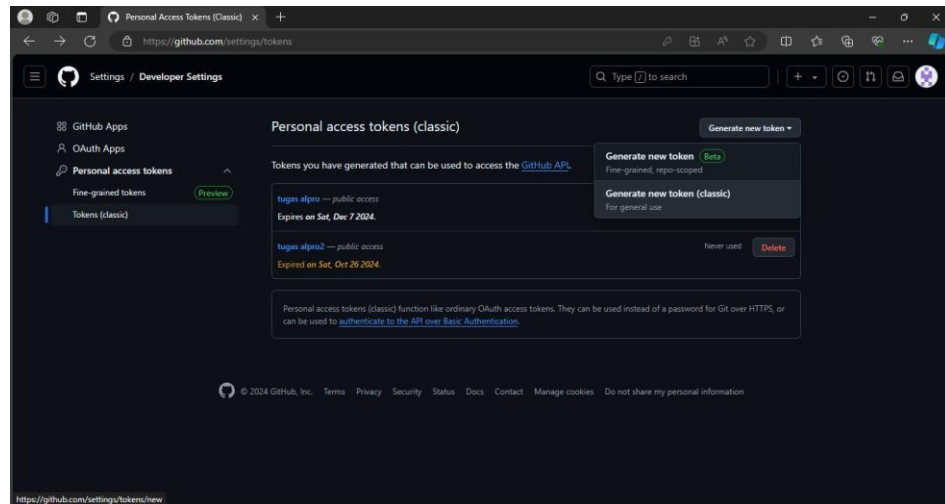 Personal Access Tokens (Classic)
https://github.com/settings/tokens
Settings / Developer Settings
Type / to search
GitHub Apps
OAuth Apps
Personal access tokens
Fine-grained tokens Preview
Tokens (classic)
Personal access tokens (classic)
Generate new token
Generate new token Beta
Fine-grained, repo-scoped
Generate new token (classic)
For general use
Tokens you have generated that can be used to access the GitHub API.
tugas alpro — public access
Expires on Sat, Dec 7 2024.
tugas alpro2 — public access Never used Delete
Expired on Sat, Oct 26 2024.
Personal access tokens (classic) function like ordinary OAuth access tokens. They can be used instead of a password for Git over HTTPS, or
can be used to authenticate to the API over Basic Authentication.
© 2024 GitHub, Inc. Terms Privacy Security Status Docs Contact Manage cookies Do not share my personal information
https://github.com/settings/tokens/new